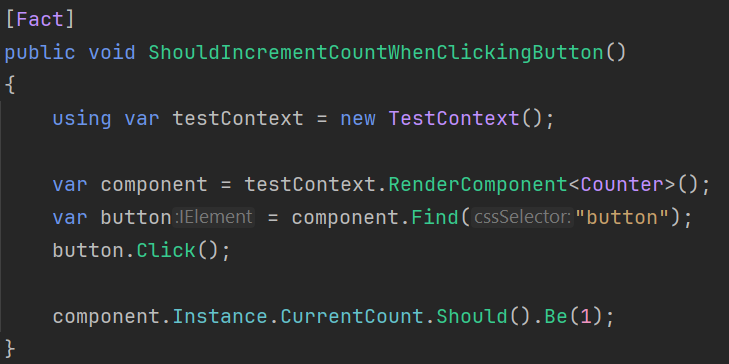 [Fact]
public void ShouldIncrementCountWhenClickingButton()
{
    using var testContext = new TestContext();
    var component = testContext.RenderComponent<Counter>();
    var button :IElement = component.Find( cssSelector: "button");
    button.Click();
    component.Instance.CurrentCount.Should().Be(1);
}